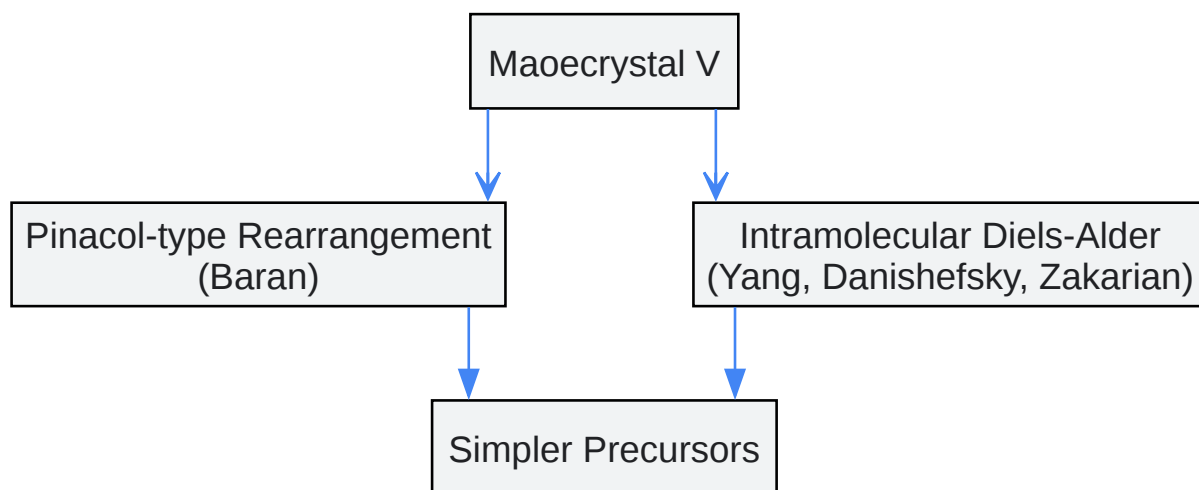 Maoecrystal V
Pinacol-type Rearrangement
(Baran)
Intramolecular Diels-Alder
(Yang, Danishefsky, Zakarian)
Simpler Precursors